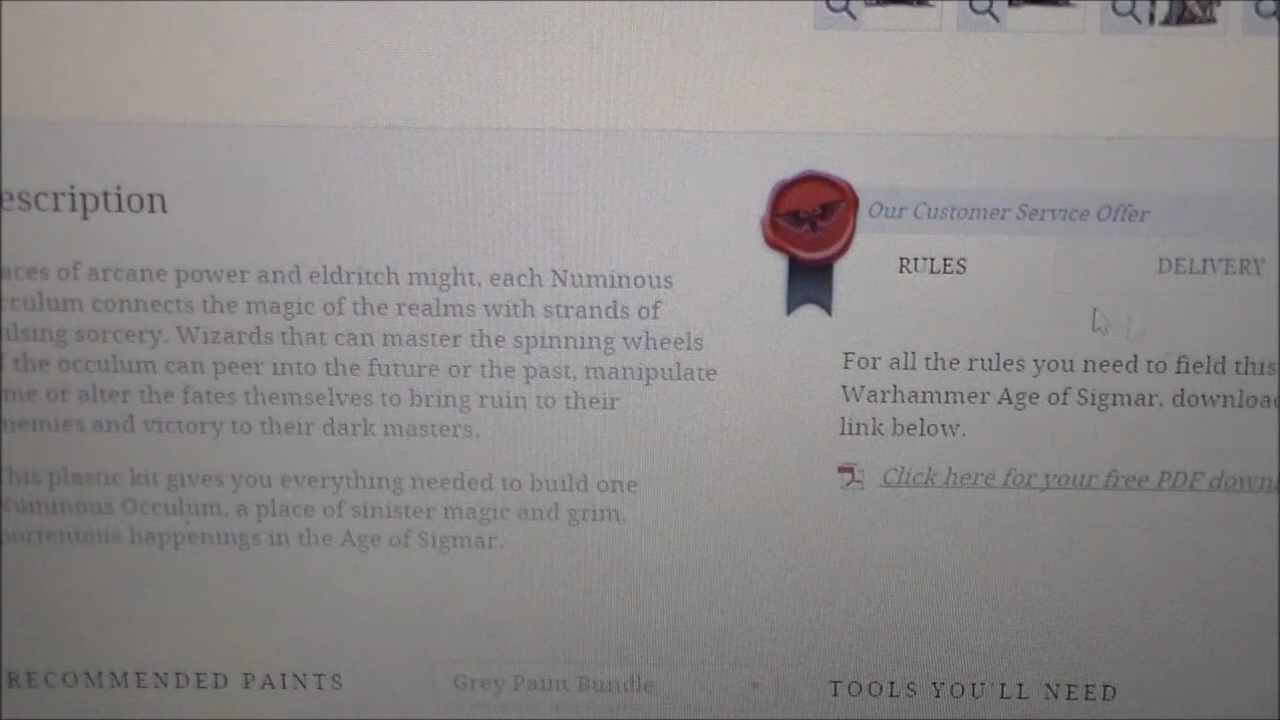 escription
aces of arcane power and eldritch might, each Numinous
cculum connects the magic of the realms with strands of
ulsing sorcery. Wizards that can master the spinning wheels
f the occulum can peer into the future or the past, manipulate
me or alter the fates themselves to bring ruin to their
nemies and victory to their dark masters.
This plastic kit gives you everything needed to build one
Numinous Occulum, a place of sinister magic and grim,
portentous happenings in the Age of Sigmar.
RECOMMENDED PAINTS
Grey Paint Bundle
Our Customer Service Offer
RULES
DELIVERY
For all the rules you need to field this
Warhammer Age of Sigmar, downloa
link below.
Click here for your free PDF down
TOOLS YOU'LL NEED